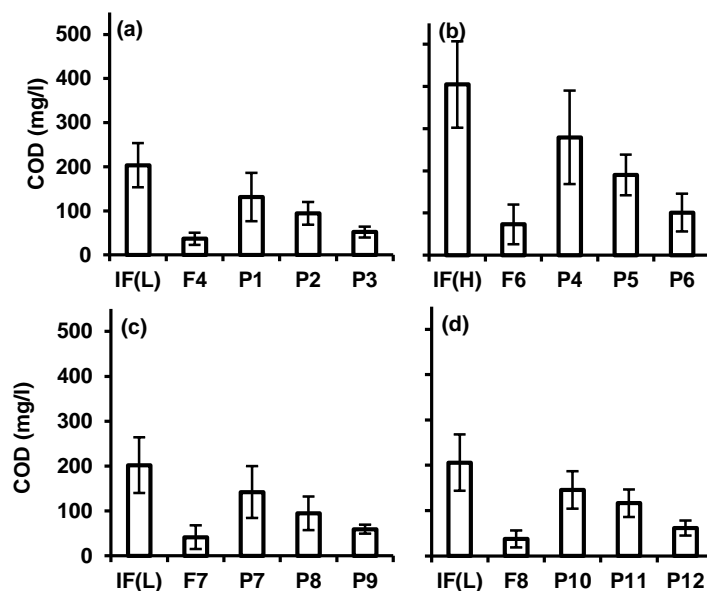 (a)
COD (mg/l)
500
400
300
200
100
0
IF(L) F4 P1 P2 P3
(b)
IF(H) F6 P4 P5 P6
(c)
COD (mg/l)
500
400
300
200
100
0
IF(L) F7 P7 P8 P9
(d)
IF(L) F8 P10 P11 P12